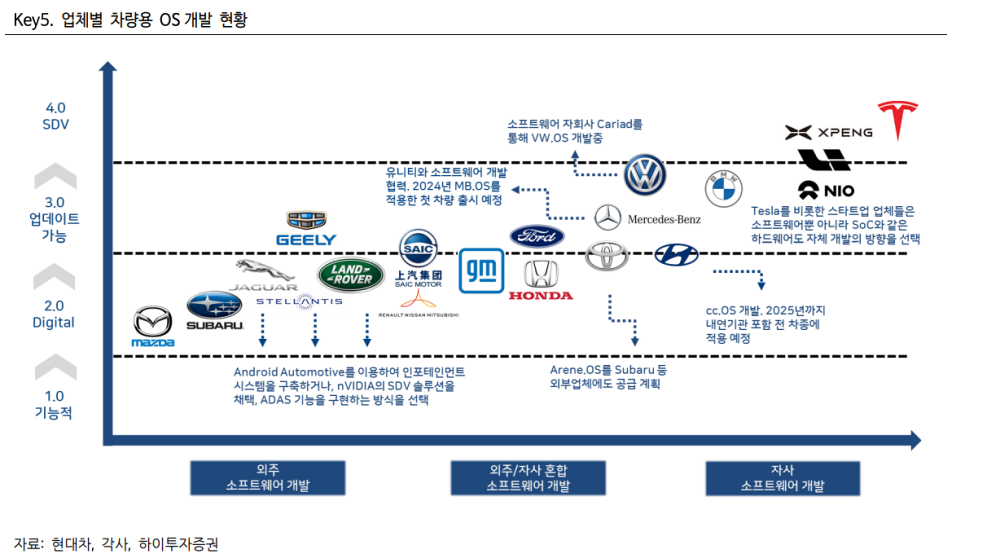 Key5. 업체별 차량용 OS 개발 현황
4.0
SDV
3.0
업데이트
가능
2.0
Digital
1.0
기능적
소프트웨어 자회사 Cariad를
통해 VW.OS 개발중
유니티와 소프트웨어 개발
협력. 2024년 MB.OS를
적용한 첫 차량 출시 예정
XPENG
NIO
BMW
Mercedes-Benz
Tesla를 비롯한 스타트업 업체들은
소프트웨어뿐 아니라 SoC와 같은
하드웨어도 자체 개발의 방향을 선택
GEELY
Ford
SAIC
上汽集团
SAIC MOTOR
gm
HONDA
JAGUAR
LAND-
ROVER
STELLANTIS
RENAULT NISSAN MITSUBISHI
SUBARU
mazda
cc.OS 개발. 2025년까지
내연기관 포함 전 차종에
적용 예정
Android Automotive를 이용하여 인포테인먼트
시스템을 구축하거나, nVIDIA의 SDV 솔루션을
채택, ADAS 기능을 구현하는 방식을 선택
Arene.OS를 Subaru 등
외부업체에도 공급 계획
외주
소프트웨어 개발
외주/자사 혼합
소프트웨어 개발
자사
소프트웨어 개발
자료: 현대차, 각사, 하이투자증권